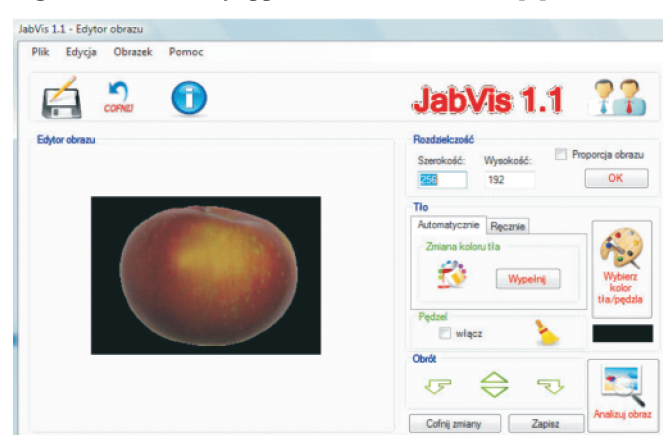 JabVis 1.1 - Edytor obrazu
Plik Edycja Obrazek Pomoc
COFNIJ
JabVis 1.1
Edytor obrazu
Rozdzielczość
Szerokość: Wysokość: Proporcja obrazu
256 192 OK
Tło
Automatycznie Ręcznie
Zmiana koloru tła
Wypełnij
Wybierz
kolor
tła/pędzla
Pędzel
włącz
Obrót
Cofnij zmiany Zapisz
Analizuj obraz